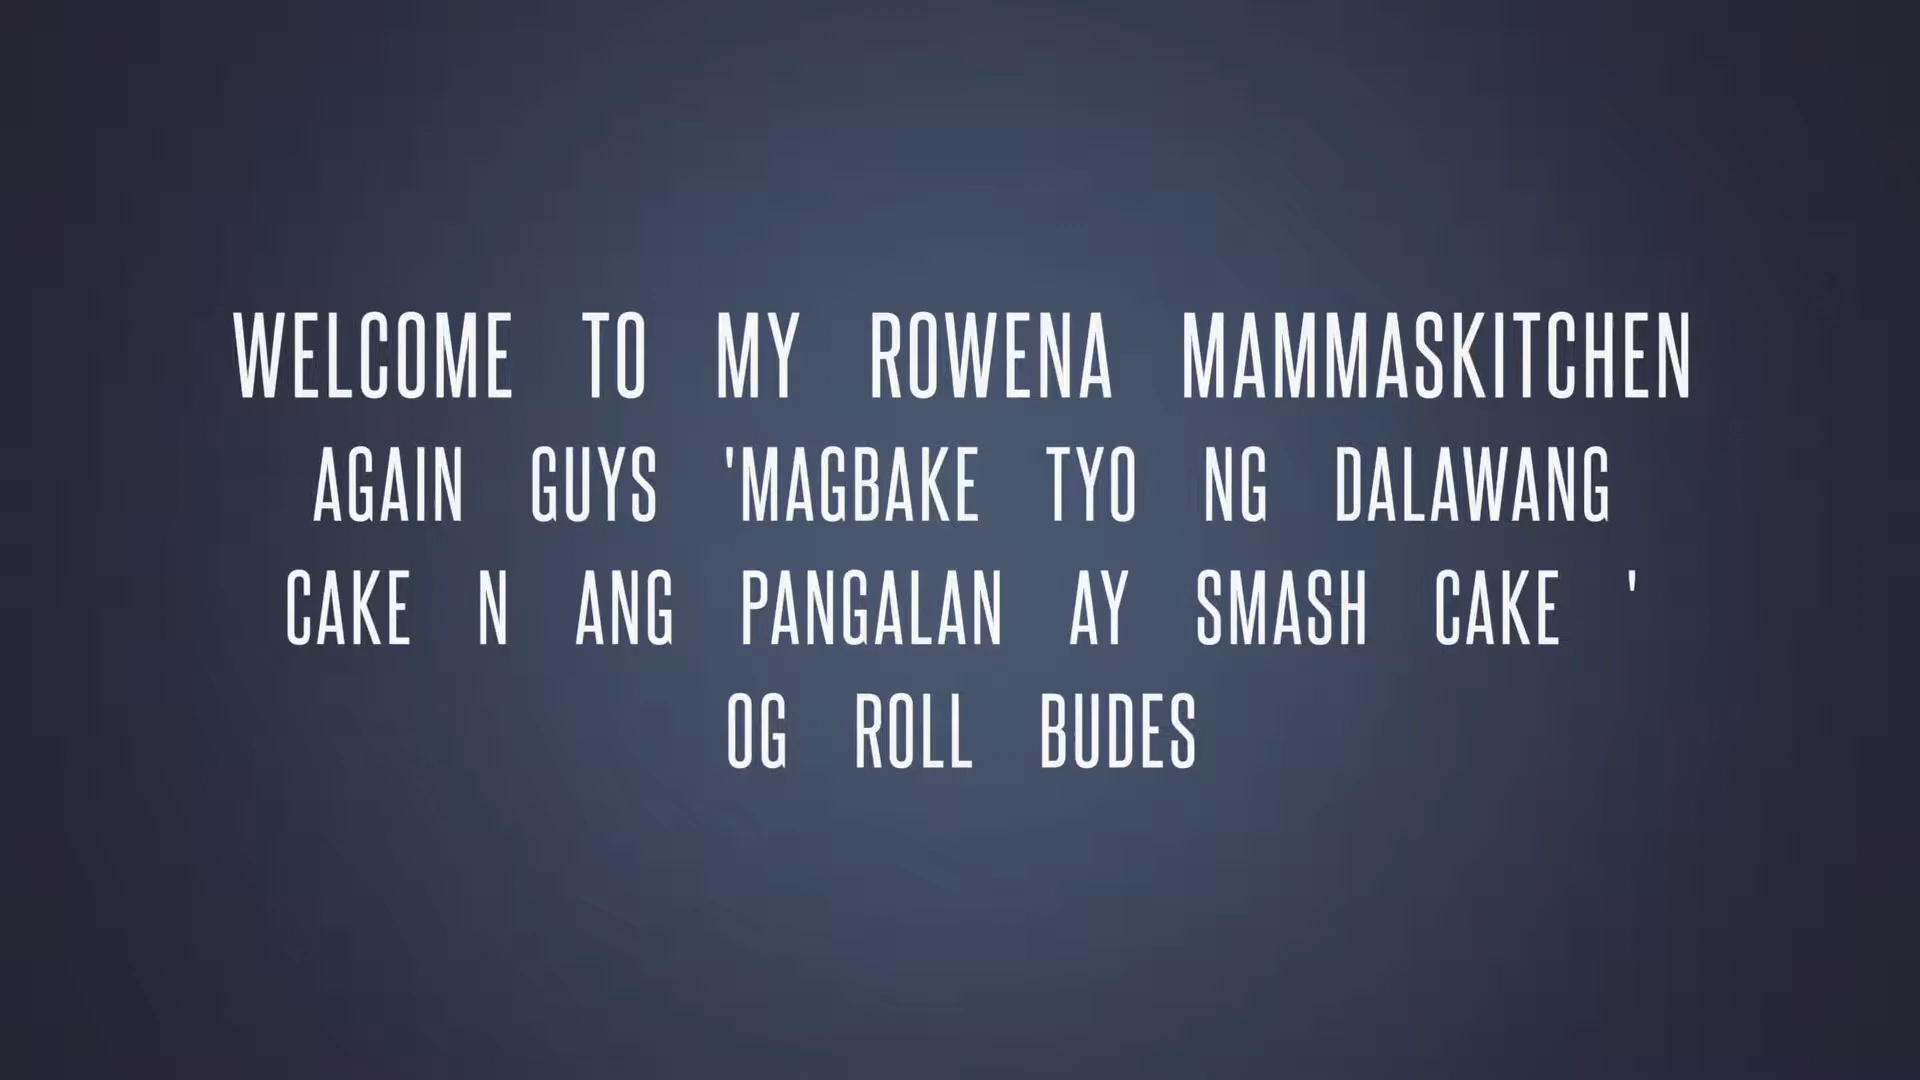 WELCOME TO MY ROWENA MAMMASKITCHEN
AGAIN GUYS 'MAGBAKE TYO NG DALAWANG
CAKE N ANG PANGALAN AY SMASH CAKE '
OG ROLL BUDES